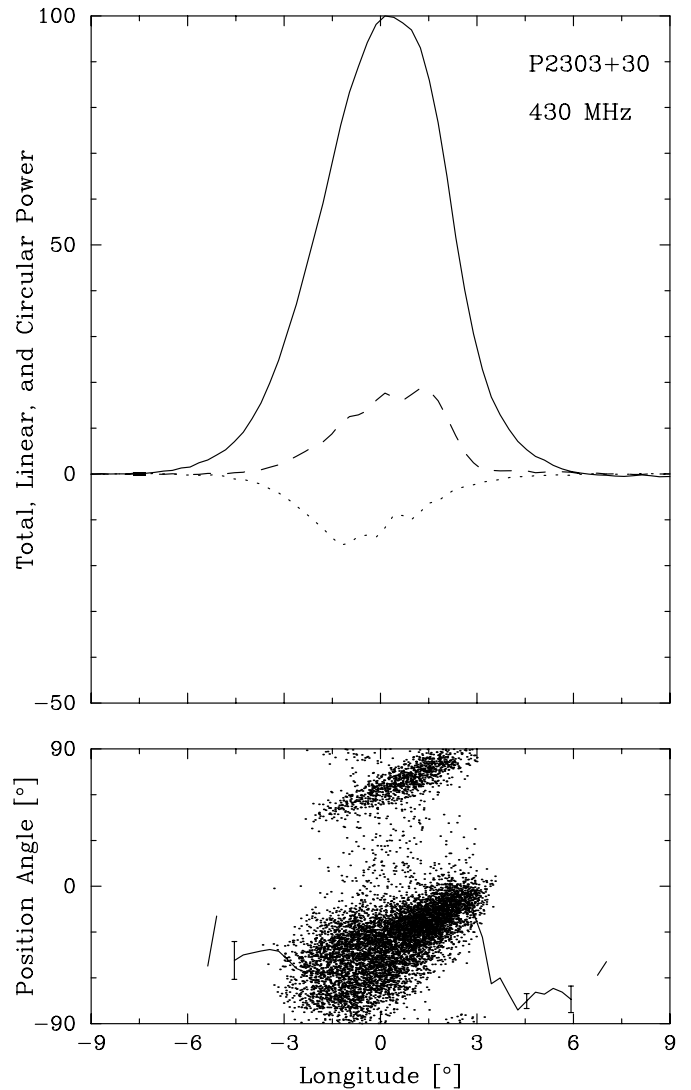 100
P2303+30
430 MHz
50
0
−50
Total, Linear, and Circular Power
90
0
−90
Position Angle [°]
−9 −6 −3 0 3 6 9
Longitude [°]